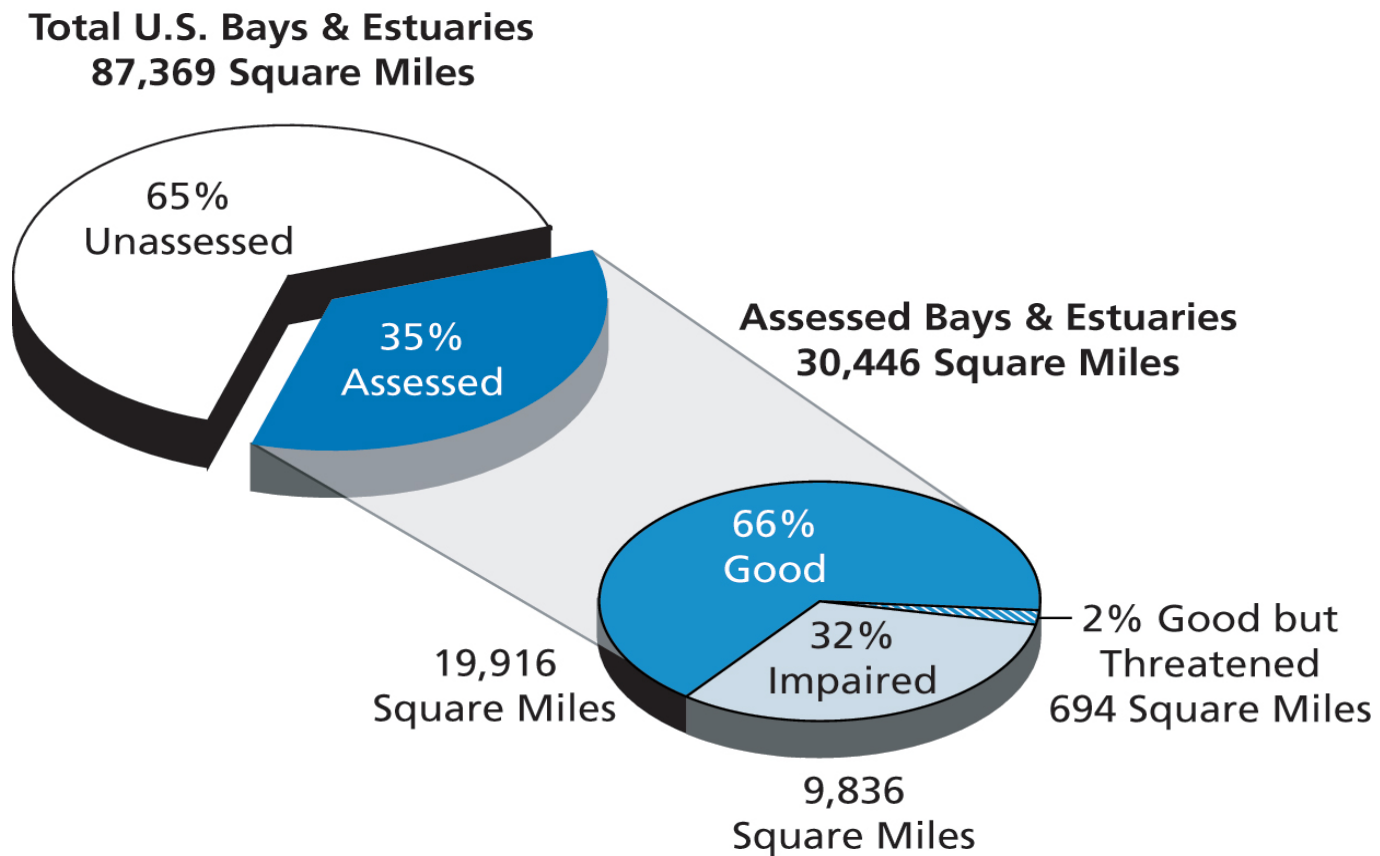 Total U.S. Bays & Estuaries
87,369 Square Miles
65%
Unassessed
35%
Assessed
Assessed Bays & Estuaries
30,446 Square Miles
66%
Good
32%
Impaired
2% Good but
Threatened
694 Square Miles
19,916
Square Miles
9,836
Square Miles